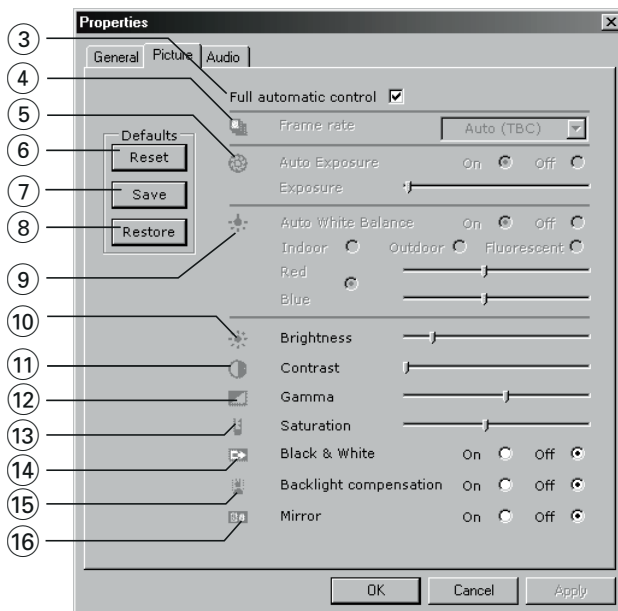 Properties
General Picture Audio
3
Full automatic control
4
Frame rate Auto (TBC)
5
Auto Exposure On Off
Exposure
Defaults
6
Reset
7
Save
8
Restore
9
Auto White Balance On Off
Indoor Outdoor Fluorescent
Red
Blue
10
Brightness
11
Contrast
12
Gamma
13
Saturation
14
Black & White On Off
15
Backlight compensation On Off
16
Mirror On Off
OK Cancel Apply